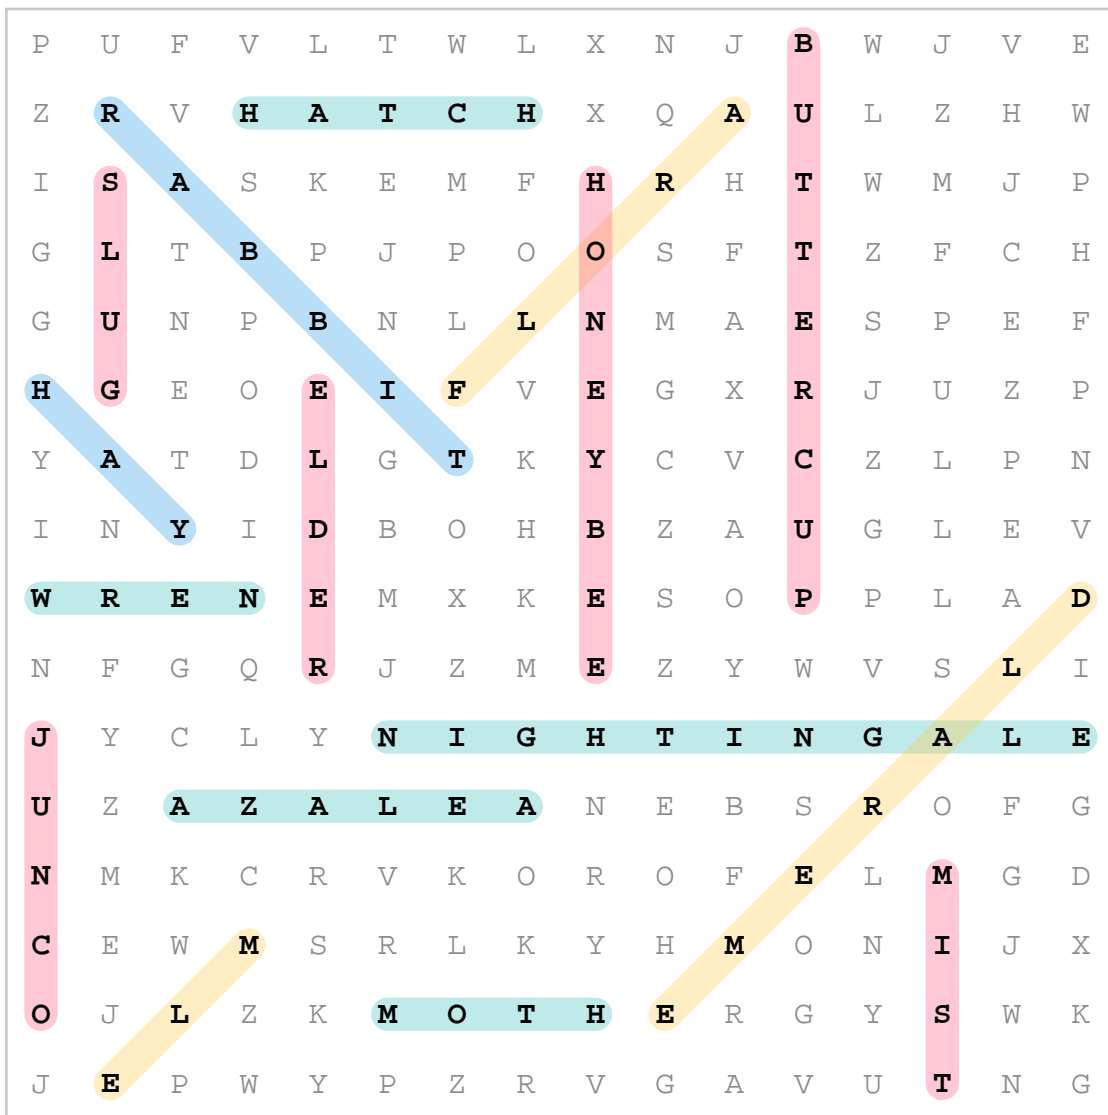 P U F V L T W L X N J B W J V E
Z R V H A T C H X Q A U L Z H W
I S A S K E M F H R H T W M J P
G L T B P J P O O S F T Z F C H
G U N P B N L L N M A E S P E F
H G E O E I F V E G X R J U Z P
Y A T D L G T K Y C V C Z L P N
I N Y I D B O H B Z A U G L E V
W R E N E M X K E S O P P L A D
N F G Q R J Z M E Z Y W V S L I
J Y C L Y N I G H T I N G A L E
U Z A Z A L E A N E B S R O F G
N M K C R V K O R O F E L M G D
C E W M S R L K Y H M O N I J X
O J L Z K M O T H E R G Y S W K
J E P W Y P Z R V G A V U T N G